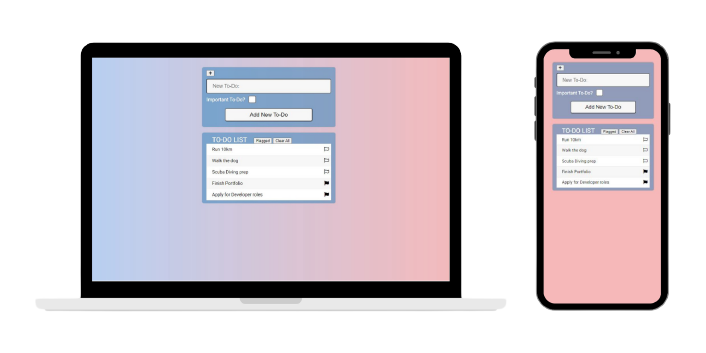 +
New To-Do:
Important To-Do?
Add New To-Do
TO-DO LIST Flagged Clear All
Run 10km
Walk the dog
Scuba Diving prep
Finish Portfolio
Apply for Developer roles
+
New To-Do:
Important To-Do?
Add New To-Do
TO-DO LIST Flagged Clear All
Run 10km
Walk the dog
Scuba Diving prep
Finish Portfolio
Apply for Developer roles